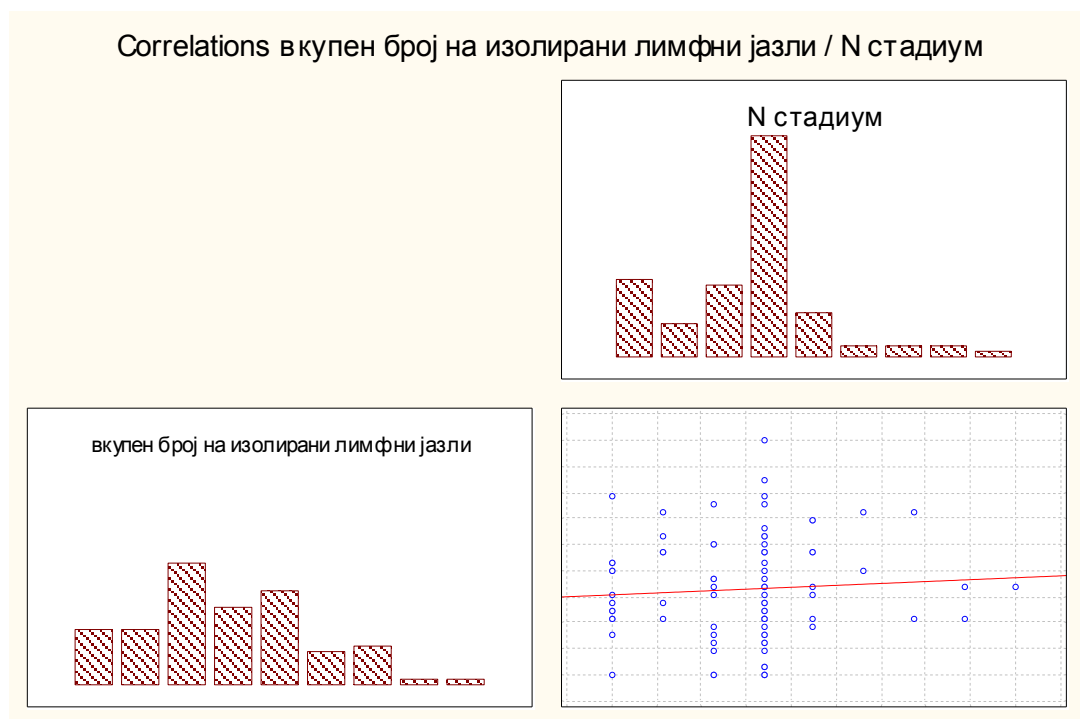 Correlations вкупен број на изолирани лимфни јазли / N стадиум
N стадиум
вкупен број на изолирани лимфни јазли